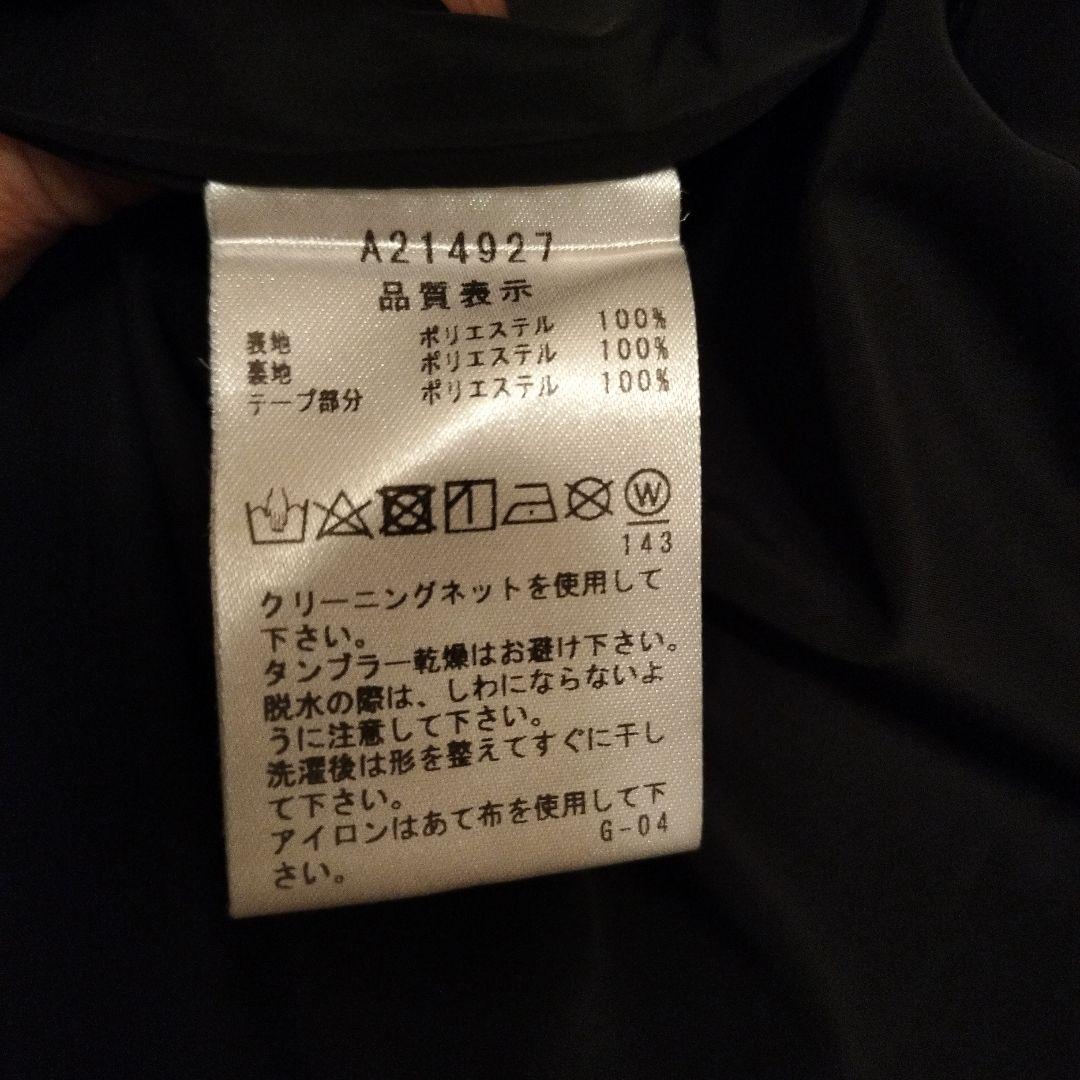 A214927
品質表示
表地 ポリエステル 100%
裏地 ポリエステル 100%
テープ部分 ポリエステル 100%
W
143
クリーニングネットを使用して
下さい。
タンブラー乾燥はお避け下さい。
脱水の際は、しわにならないよ
うに注意して下さい。
洗濯後は形を整えてすぐに干し
て下さい。
アイロンはあて布を使用して下
さい。
G-04